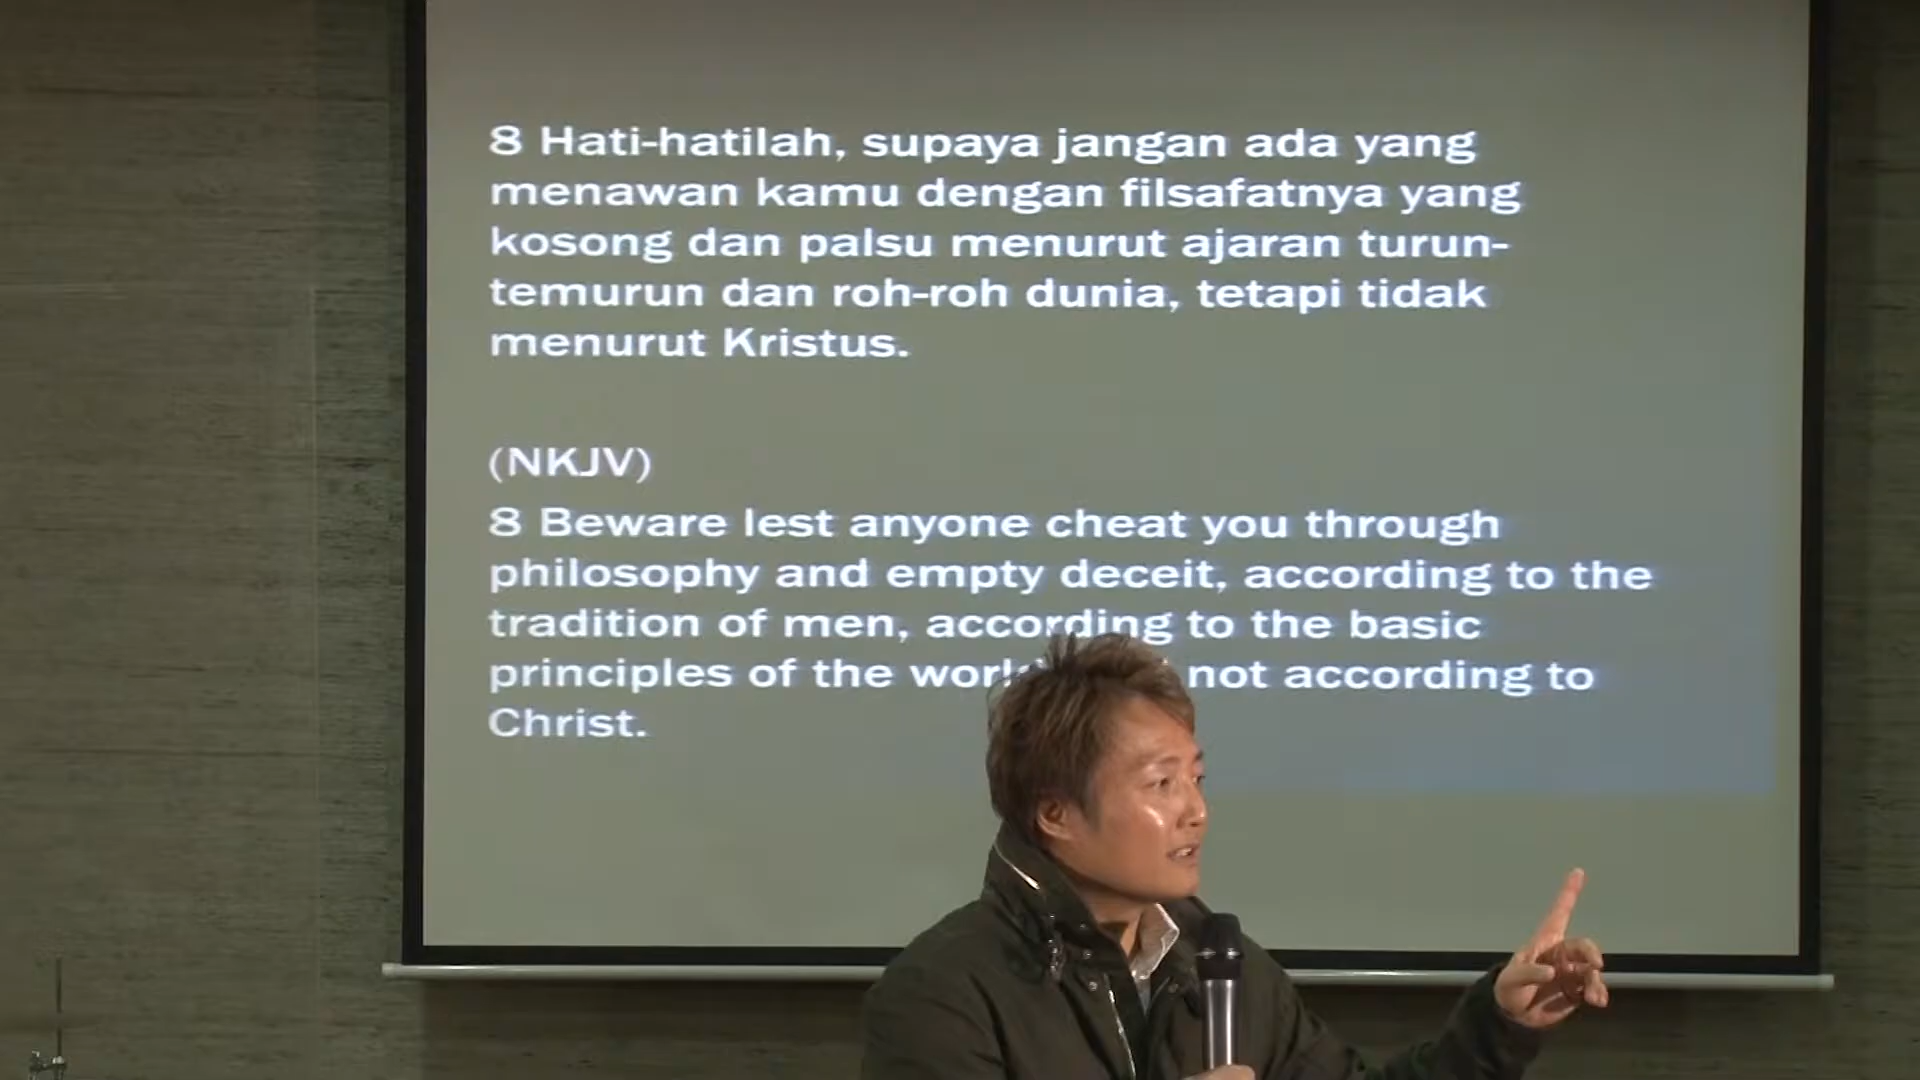 8 Hati-hatilah, supaya jangan ada yang
menawan kamu dengan filsafatnya yang
kosong dan palsu menurut ajaran turun-
temurun dan roh-roh dunia, tetapi tidak
menurut Kristus.
(NKJV)
8 Beware lest anyone cheat you through
philosophy and empty deceit, according to the
tradition of men, according to the basic
principles of the not according to
Christ.